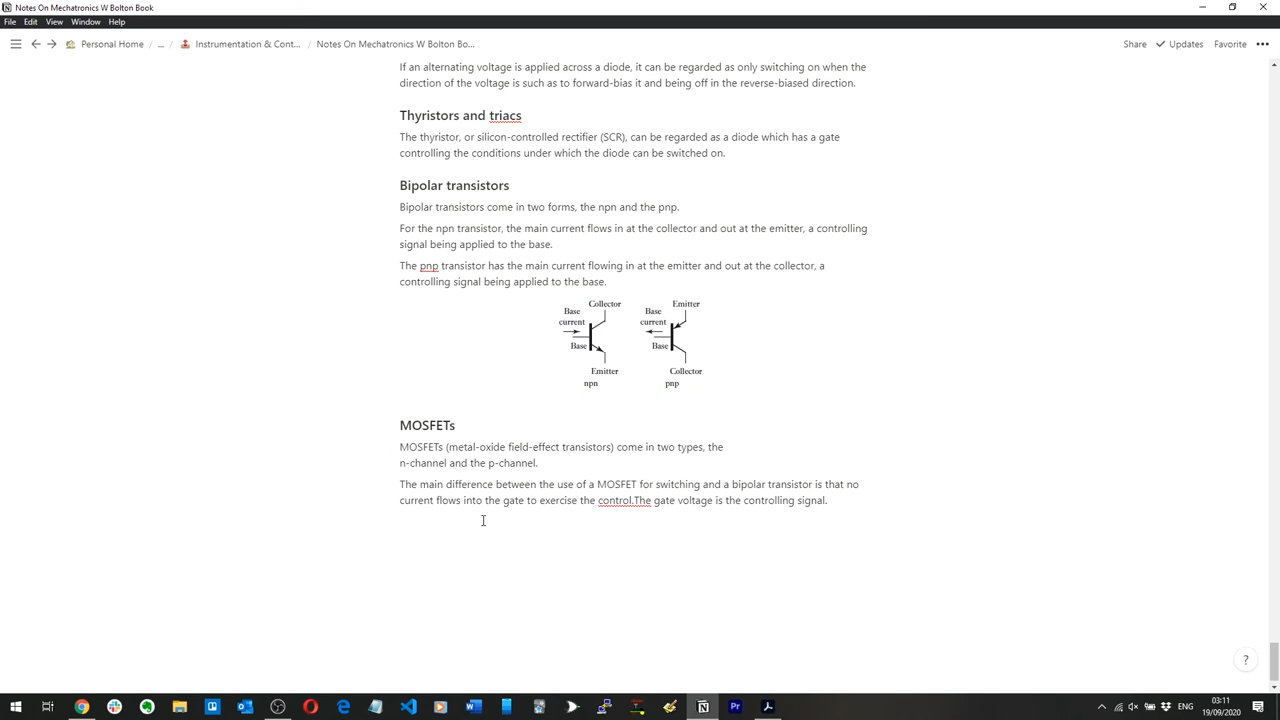 Notes On Mechatronics W Bolton Book
File Edit View Window Help
Personal Home / ... / Instrumentation & Cont... / Notes On Mechatronics W Bolton Bo... Share Updates Favorite
If an alternating voltage is applied across a diode, it can be regarded as only switching on when the
direction of the voltage is such as to forward-bias it and being off in the reverse-biased direction.
Thyristors and triacs
The thyristor, or silicon-controlled rectifier (SCR), can be regarded as a diode which has a gate
controlling the conditions under which the diode can be switched on.
Bipolar transistors
Bipolar transistors come in two forms, the npn and the pnp.
For the npn transistor, the main current flows in at the collector and out at the emitter, a controlling
signal being applied to the base.
The pnp transistor has the main current flowing in at the emitter and out at the collector, a
controlling signal being applied to the base.
Collector
Base
current
Base
Emitter
npn
Emitter
Base
current
Base
Collector
pnp
MOSFETs
MOSFETs (metal-oxide field-effect transistors) come in two types, the
n-channel and the p-channel.
The main difference between the use of a MOSFET for switching and a bipolar transistor is that no
current flows into the gate to exercise the control.The gate voltage is the controlling signal.
?
ENG
03:11
19/09/2020